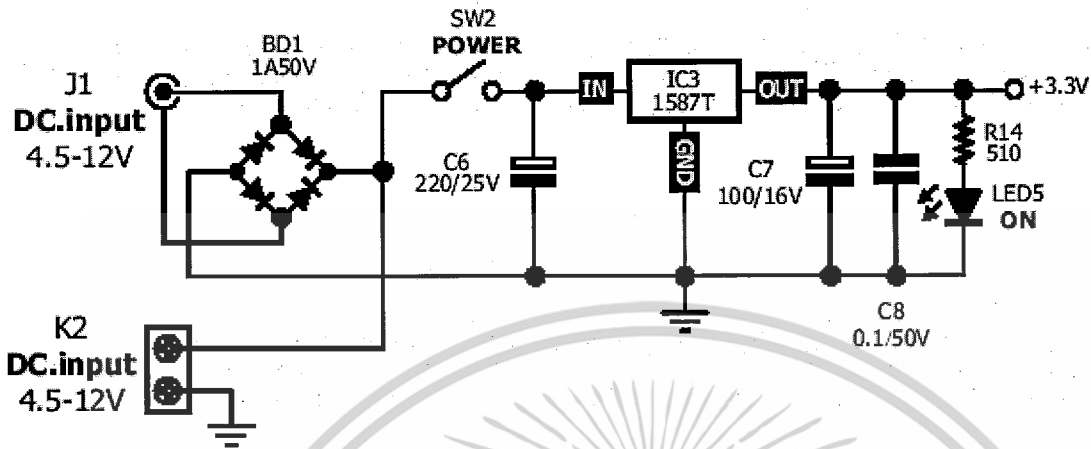 J1
DC.input
4.5-12V
BD1
1A50V
SW2
POWER
C6
220/25V
IN
IC3
1587T
OUT
GND
C7
100/16V
+3.3V
R14
510
LED5
ON
C8
0.1/50V
K2
DC.input
4.5-12V